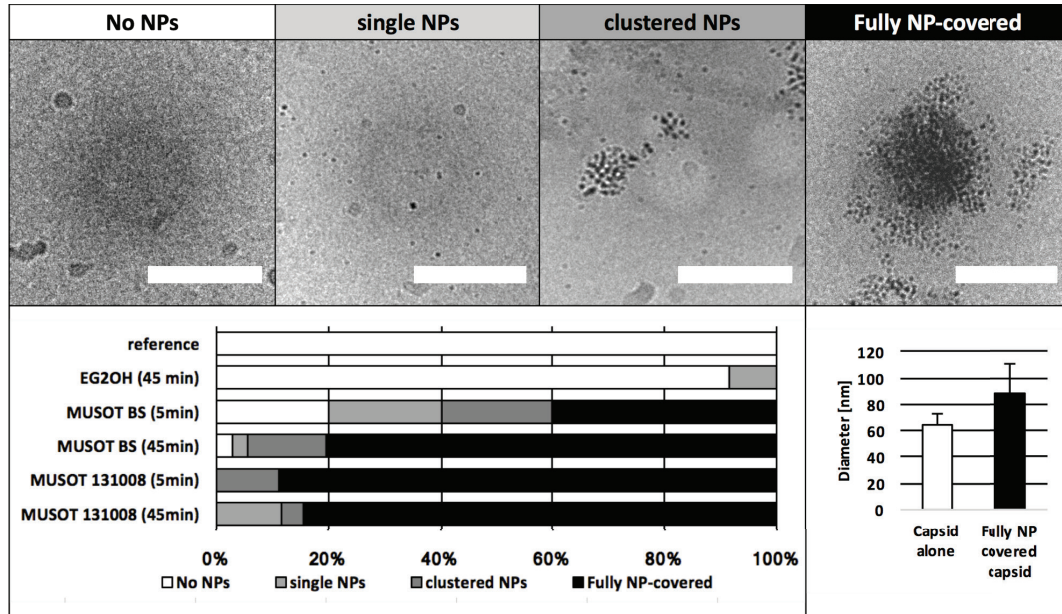 No NPs
single NPs
clustered NPs
Fully NP-covered
reference
EG2OH (45 min)
MUSOT BS (5min)
MUSOT BS (45min)
MUSOT 131008 (5min)
MUSOT 131008 (45min)
0%
20%
40%
60%
80%
100%
No NPs
single NPs
clustered NPs
Fully NP-covered
Diameter [nm]
120
100
80
60
40
20
0
Capsid
alone
Fully NP
covered
capsid